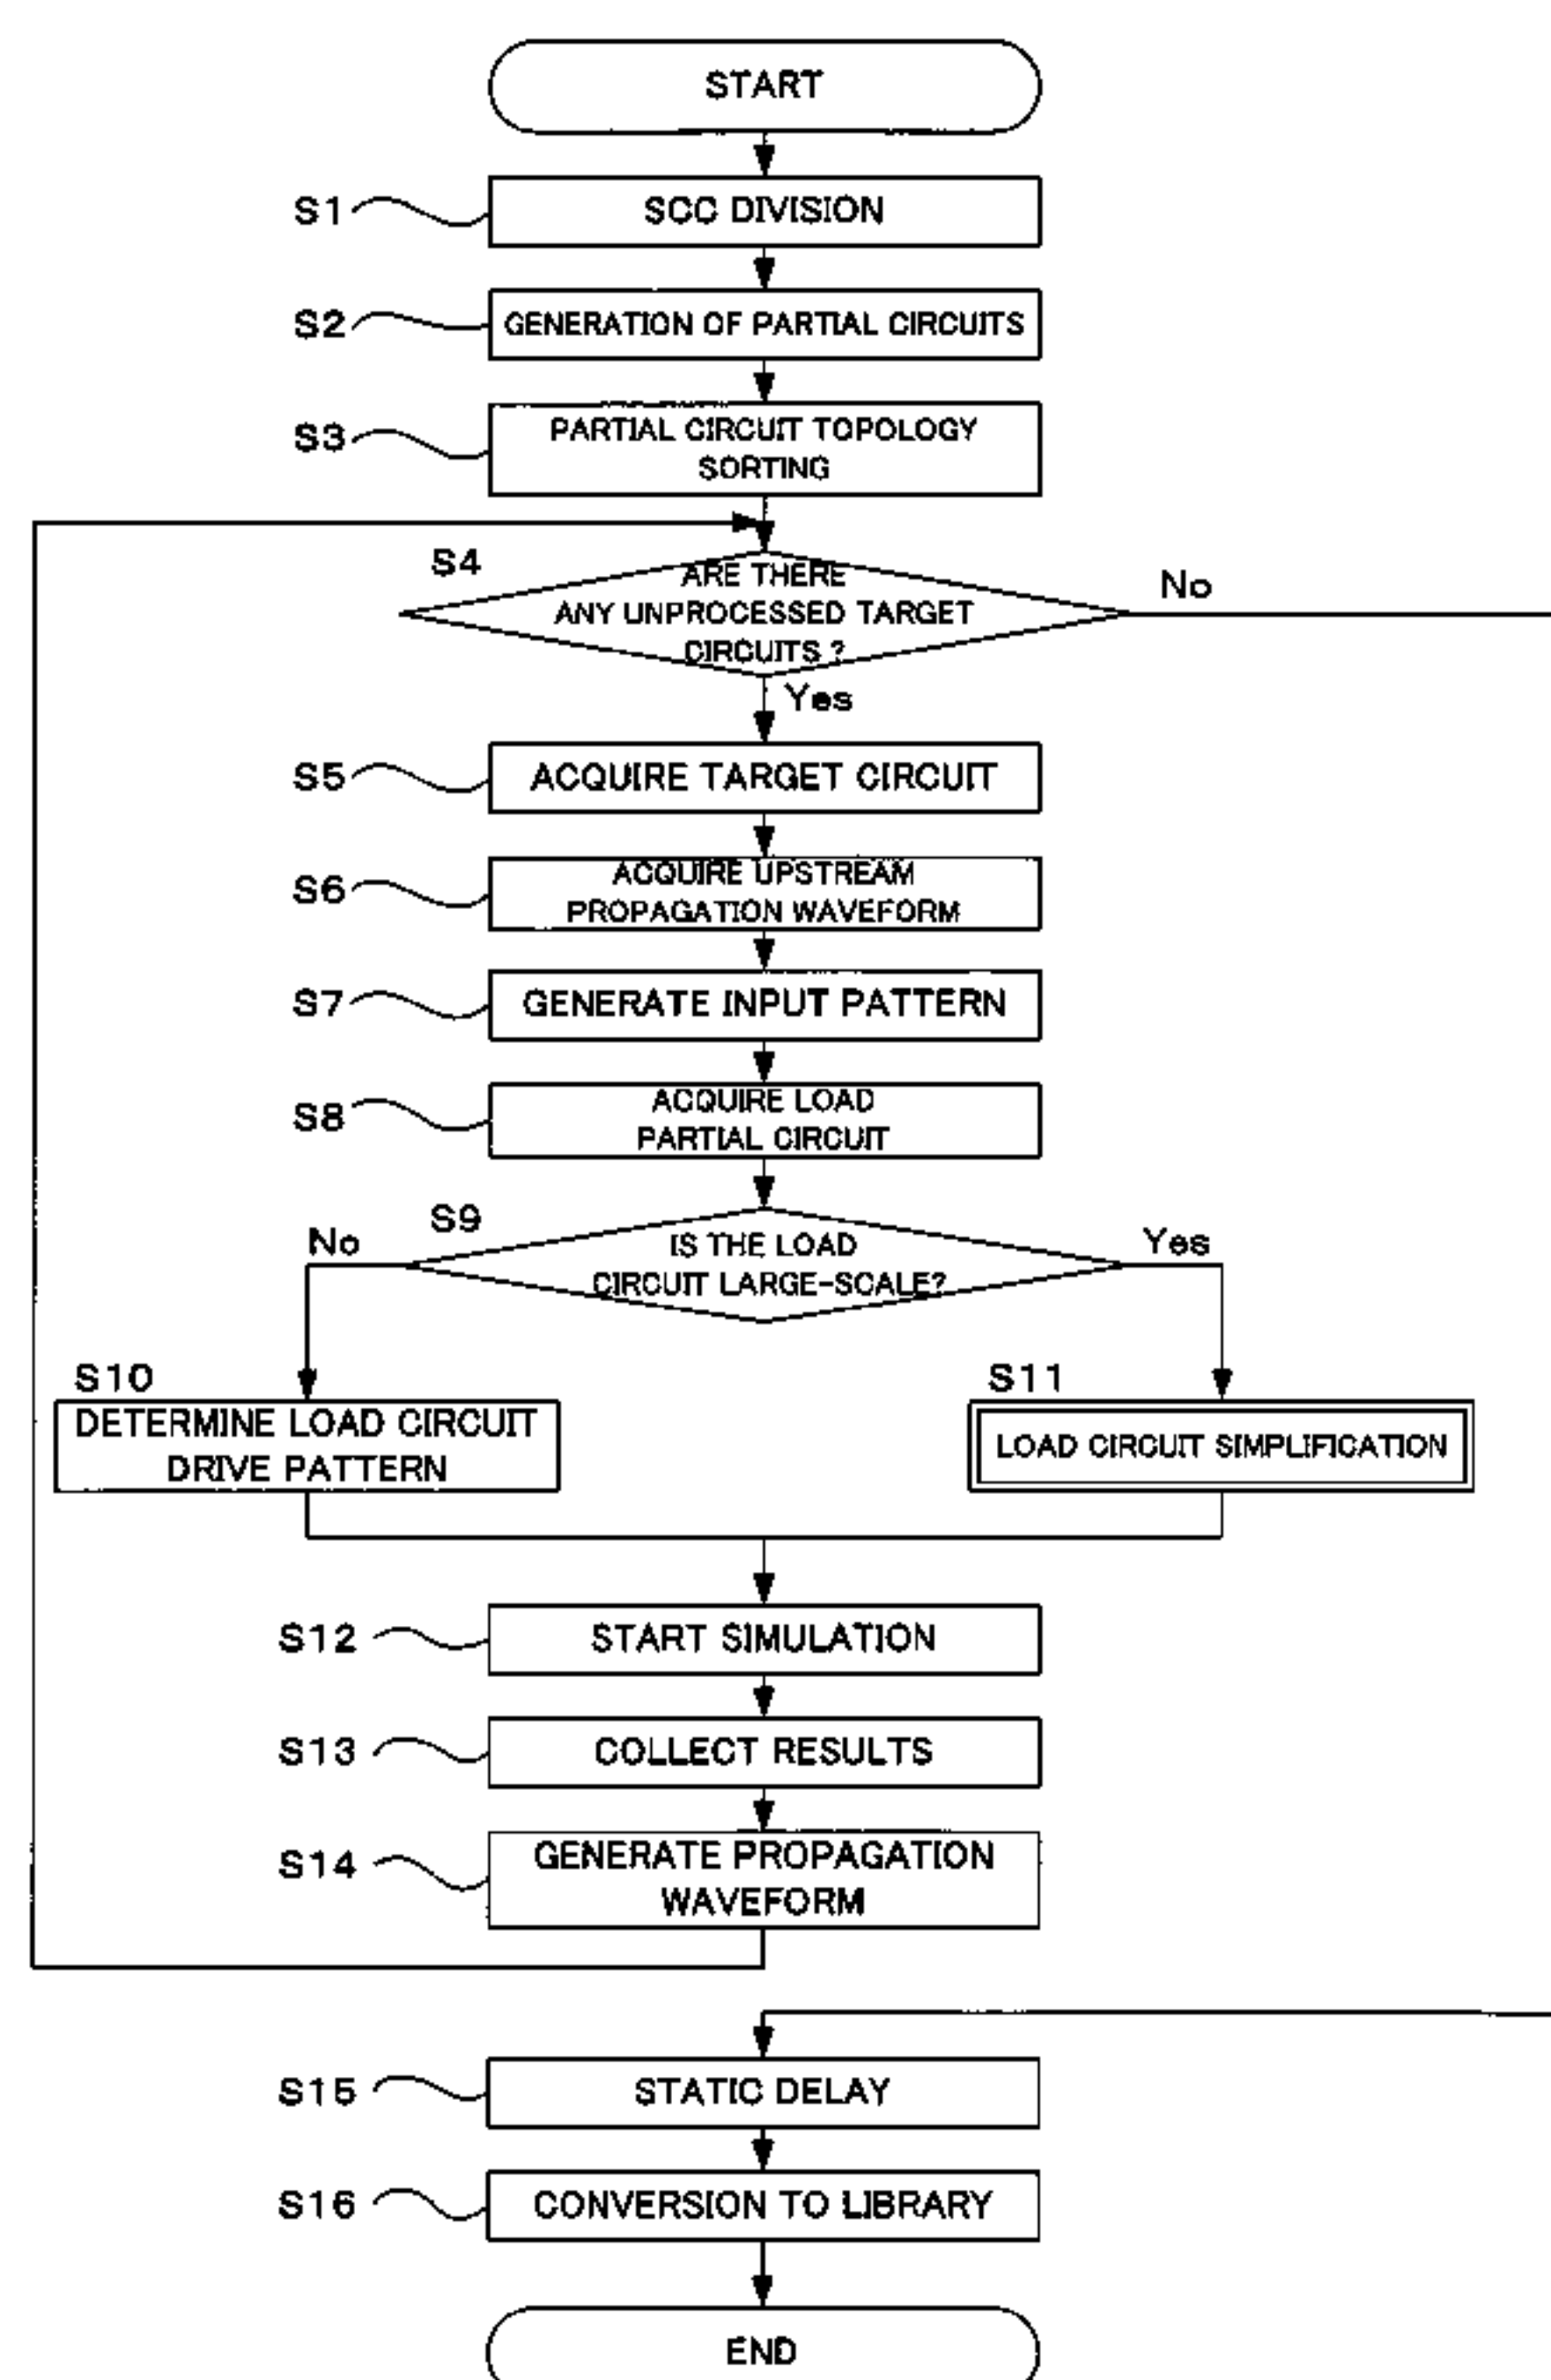 START
S1
SCC DIVISION
S2
GENERATION OF PARTIAL CIRCUITS
S3
PARTIAL CIRCUIT TOPOLOGY
SORTING
S4
ARE THERE
ANY UNPROCESSED TARGET
CIRCUITS ?
No
Yes
S5
ACQUIRE TARGET CIRCUIT
S6
ACQUIRE UPSTREAM
PROPAGATION WAVEFORM
S7
GENERATE INPUT PATTERN
S8
ACQUIRE LOAD
PARTIAL CIRCUIT
S9
No
IS THE LOAD
CIRCUIT LARGE-SCALE?
Yes
S10
DETERMINE LOAD CIRCUIT
DRIVE PATTERN
S11
LOAD CIRCUIT SIMPLIFICATION
S12
START SIMULATION
S13
COLLECT RESULTS
S14
GENERATE PROPAGATION
WAVEFORM
S15
STATIC DELAY
S16
CONVERSION TO LIBRARY
END